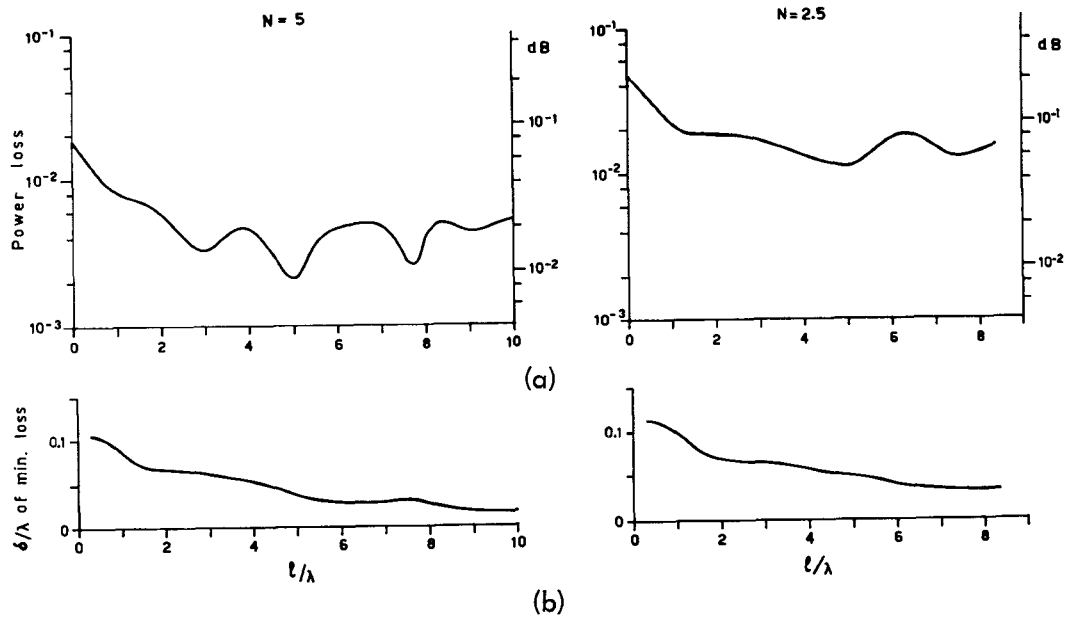 N = 5
10⁻¹
10⁻²
10⁻³
Power loss
dB
10⁻¹
10⁻²
0 2 4 6 8 10
N = 2.5
10⁻¹
10⁻²
10⁻³
dB
10⁻¹
10⁻²
0 2 4 6 8
(a)
δ/λ of min. loss
0.1
0
0 2 4 6 8 10
ℓ/λ
0.1
0
0 2 4 6 8
ℓ/λ
(b)